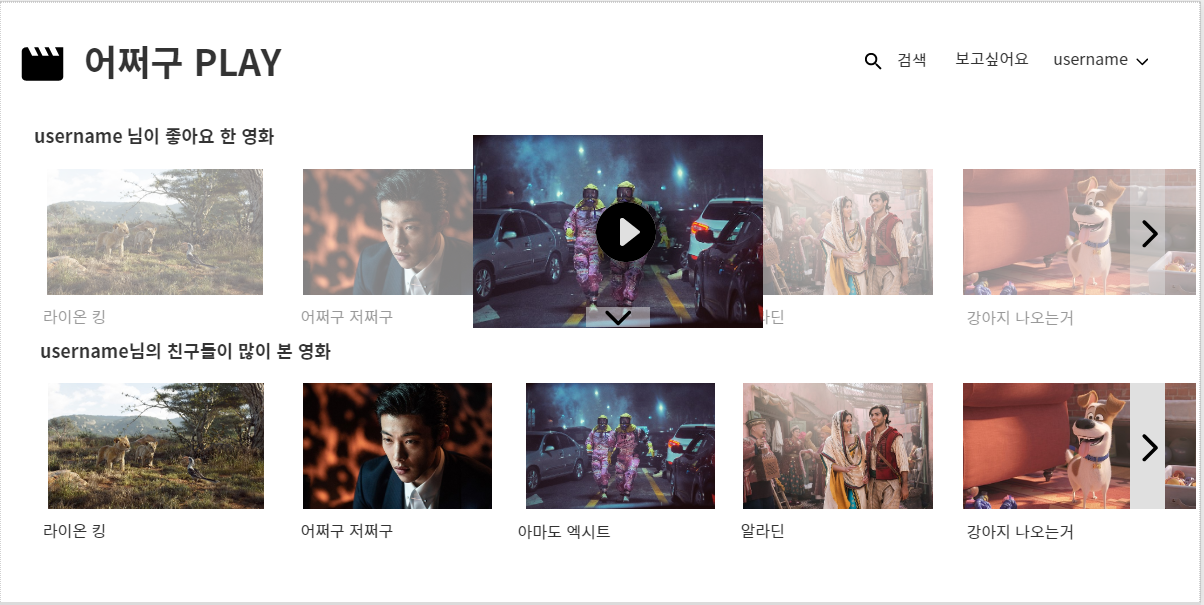 어쩌구 PLAY
검색 보고싶어요 username
username 님이 좋아요 한 영화
라이온 킹
어쩌구 저쩌구
라딘
강아지 나오는거
username님의 친구들이 많이 본 영화
라이온 킹
어쩌구 저쩌구
아마도 엑시트
알라딘
강아지 나오는거